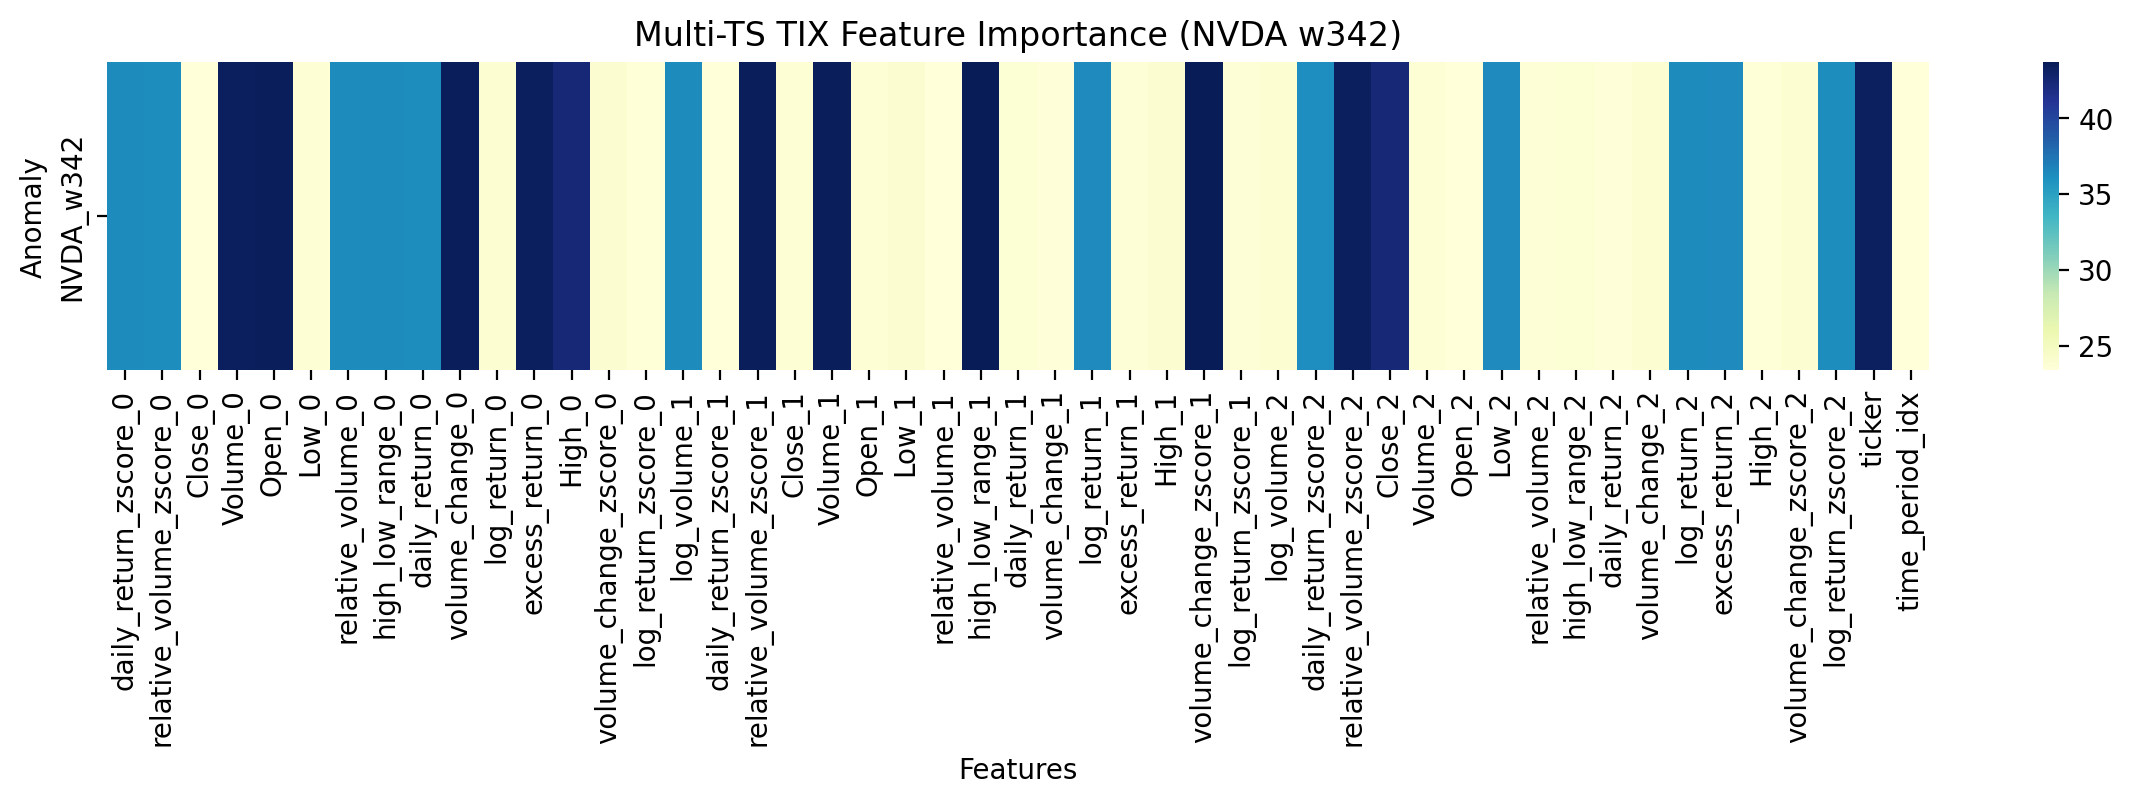 Multi-TS TIX Feature Importance (NVDA w342)
Anomaly
NVDA_w342
40
35
30
25
daily_return_zscore_0
relative_volume_zscore_0
Close_0
Volume_0
Open_0
Low_0
relative_volume_0
high_low_range_0
daily_return_0
volume_change_0
log_return_0
excess_return_0
High_0
volume_change_zscore_0
log_return_zscore_0
log_volume_1
daily_return_zscore_1
relative_volume_zscore_1
Close_1
Volume_1
Open_1
Low_1
relative_volume_1
high_low_range_1
daily_return_1
volume_change_1
log_return_1
excess_return_1
High_1
volume_change_zscore_1
log_return_zscore_1
log_volume_2
daily_return_zscore_2
relative_volume_zscore_2
Close_2
Volume_2
Open_2
Low_2
relative_volume_2
high_low_range_2
daily_return_2
volume_change_2
log_return_2
excess_return_2
High_2
volume_change_zscore_2
log_return_zscore_2
ticker
time_period_idx
Features